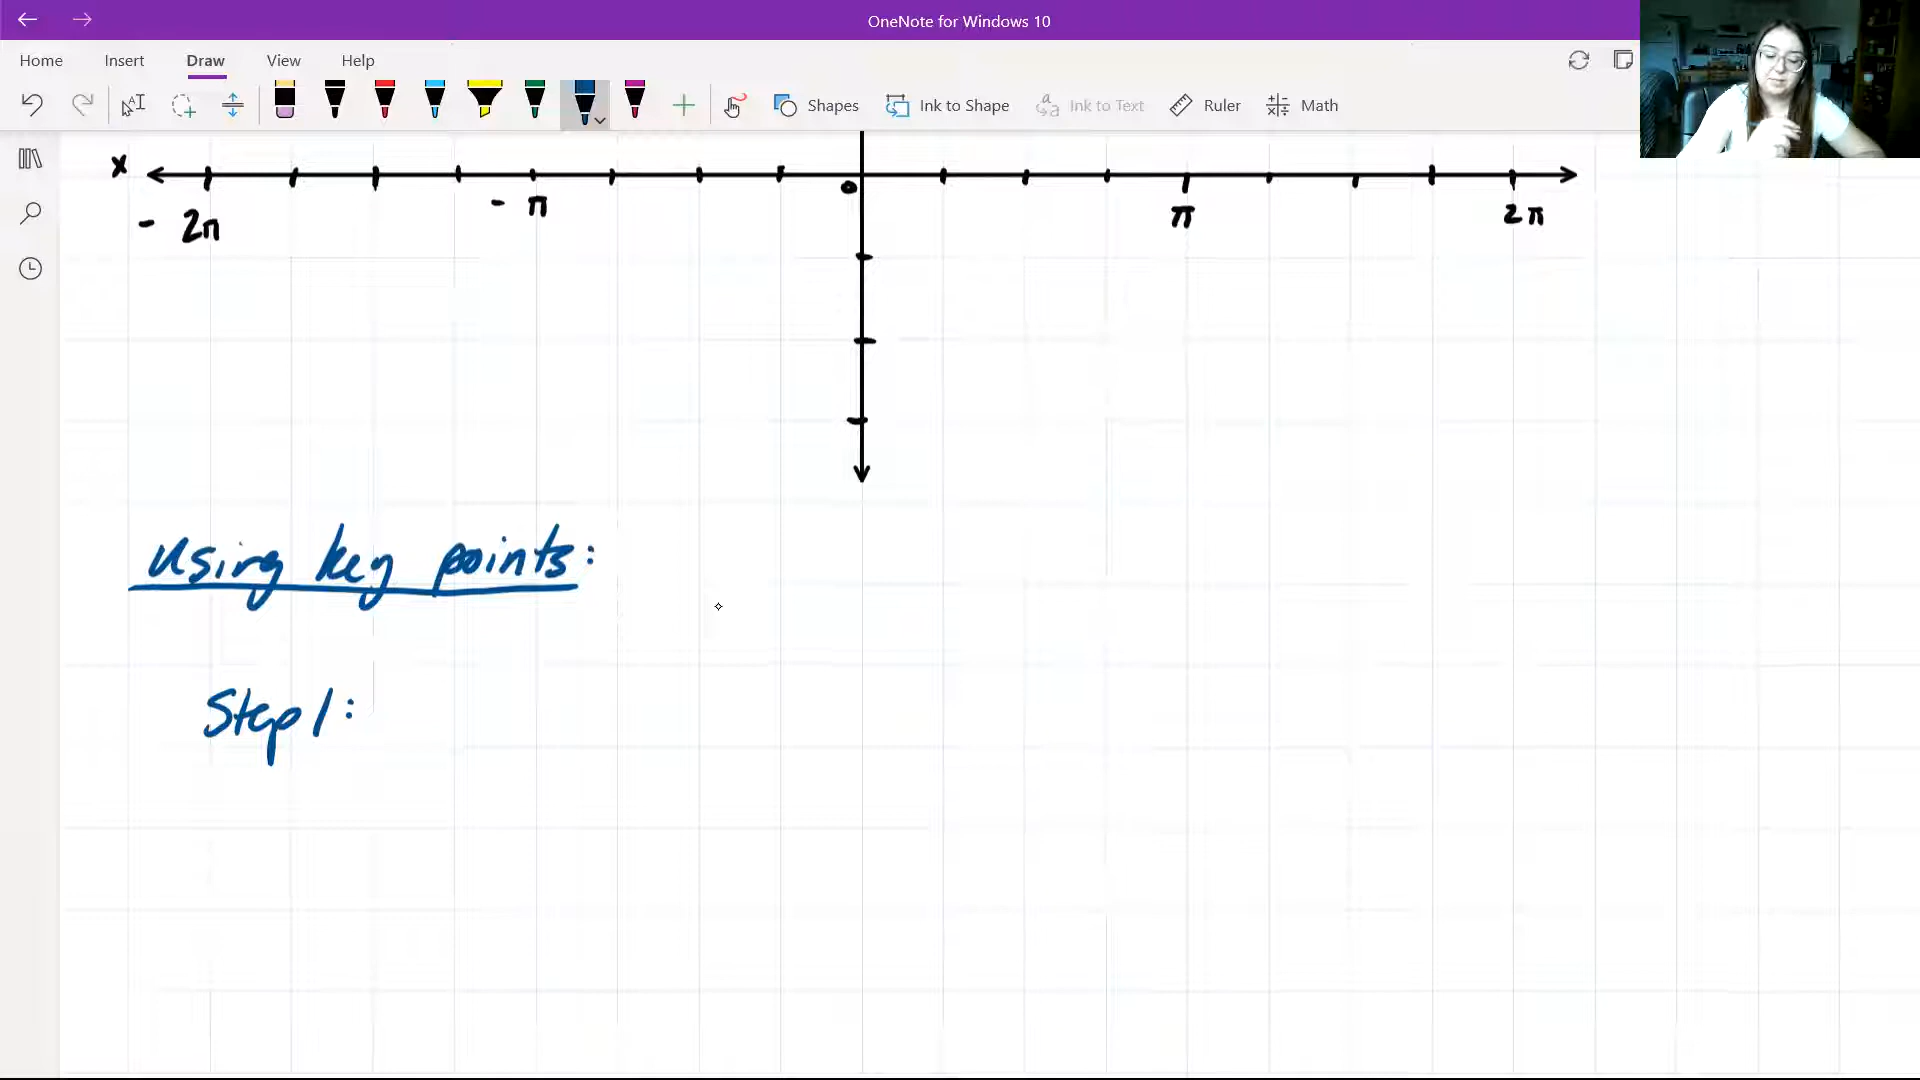 OneNote for Windows 10
Home Insert Draw View Help
Shapes Ink to Shape Ink to Text Ruler Math
x 0
- 2π - π π 2π
Using key points:
Step 1: